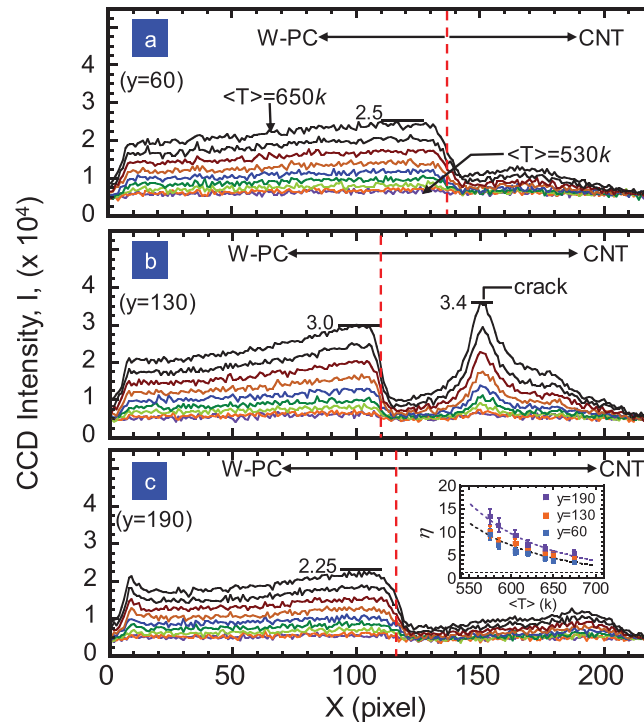 CCD Intensity, I, (x 10⁴)
a
W-PC
CNT
(y=60)
<T>=650k
2.5
<T>=530k
5
4
3
2
1
0
b
W-PC
CNT
(y=130)
3.0
3.4
crack
4
3
2
1
0
c
W-PC
CNT
(y=190)
2.25
4
3
2
1
0
η
20
15
10
5
0
y=190
y=130
y=60
550
600
650
700
<T> (k)
0
50
100
150
200
X (pixel)